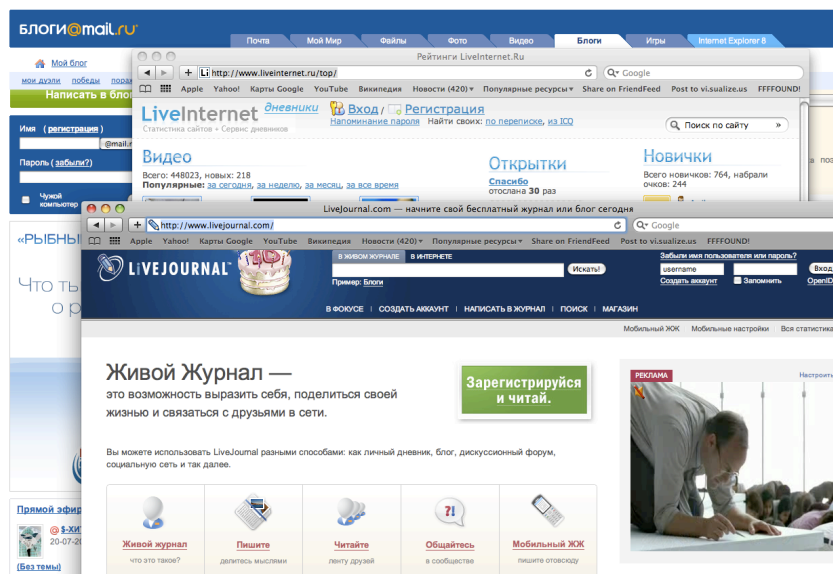 БЛОГИ@mail.ru
Почта Мой Мир Файлы Фото Видео Блоги Игры Internet Explorer 8
Мой блог
мои дуэли победы
Написать в блог
Имя ( регистрация )
@mail.r
Пароль ( забыли? )
Чужой
компьютер
«РЫБНЫ
Что ть
о р
Прямой эфир
20-07-20
(Без темы)
Рейтинги LiveInternet.Ru
http://www.liveinternet.ru/top/
Google
Apple Yahoo! Карты Google YouTube Википедия Новости (420) Популярные ресурсы Share on FriendFeed Post to vi.sualize.us FFFFOUND!
LiveInternet дневники
Статистика сайтов + Сервис дневников
Вход / Регистрация
Напоминание пароля Найти своих: по переписке, из ICQ
Поиск по сайту »
Видео
Всего: 448023, новых: 218
Популярные: за сегодня, за неделю, за месяц, за все время
Открытки
Спасибо
отослана 30 раз
Новички
Всего новичков: 764, набрали
очков: 244
LiveJournal.com — начните свой бесплатный журнал или блог сегодня
http://www.livejournal.com/
Google
Apple Yahoo! Карты Google YouTube Википедия Новости (420) Популярные ресурсы Share on FriendFeed Post to vi.sualize.us FFFFOUND!
LIVEJOURNAL™
В ЖИВОМ ЖУРНАЛЕ В ИНТЕРНЕТЕ
Искать!
Пример: Блоги
Забыли имя пользователя или пароль?
username
Вход
Создать аккаунт Запомнить OpenID
В ФОКУСЕ | СОЗДАТЬ АККАУНТ | НАПИСАТЬ В ЖУРНАЛ | ПОИСК | МАГАЗИН
Мобильный ЖЖ Мобильные настройки Вся статистика
Живой Журнал —
это возможность выразить себя, поделиться своей
жизнью и связаться с друзьями в сети.
Зарегистрируйся
и читай.
РЕКЛАМА
Настроить
Вы можете использовать LiveJournal разными способами: как личный дневник, блог, дискуссионный форум,
социальную сеть и так далее.
?!
Живой журнал Пишите Читайте Общайтесь Мобильный ЖЖ
что это такое? делитесь мыслями ленту друзей в сообществе пишите отовсюду